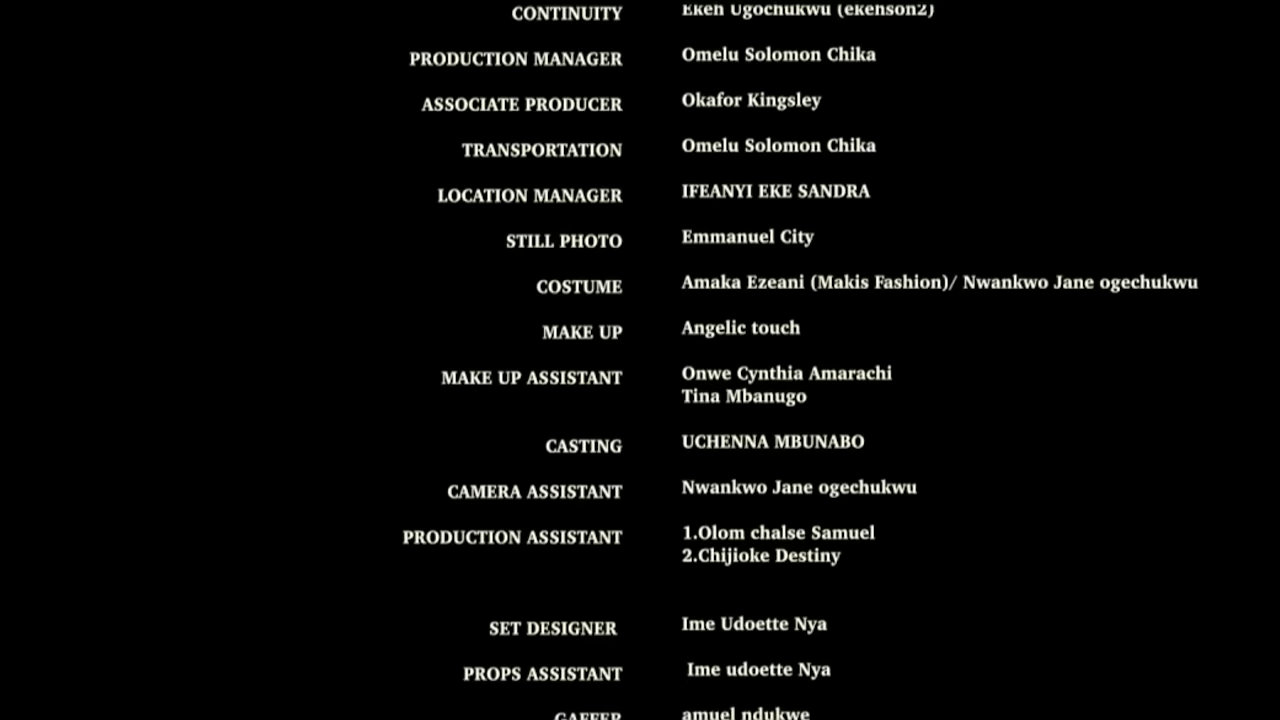 CONTINUITY Ekeh Ugochukwu (ekenson2)
PRODUCTION MANAGER Omelu Solomon Chika
ASSOCIATE PRODUCER Okafor Kingsley
TRANSPORTATION Omelu Solomon Chika
LOCATION MANAGER IFEANYI EKE SANDRA
STILL PHOTO Emmanuel City
COSTUME Amaka Ezeani (Makis Fashion)/ Nwankwo Jane ogechukwu
MAKE UP Angelic touch
MAKE UP ASSISTANT Onwe Cynthia Amarachi
Tina Mbanugo
CASTING UCHENNA MBUNABO
CAMERA ASSISTANT Nwankwo Jane ogechukwu
PRODUCTION ASSISTANT 1.Olom chalse Samuel
2.Chijioke Destiny
SET DESIGNER Ime Udoette Nya
PROPS ASSISTANT Ime udoette Nya
GAFFER amuel ndukwe